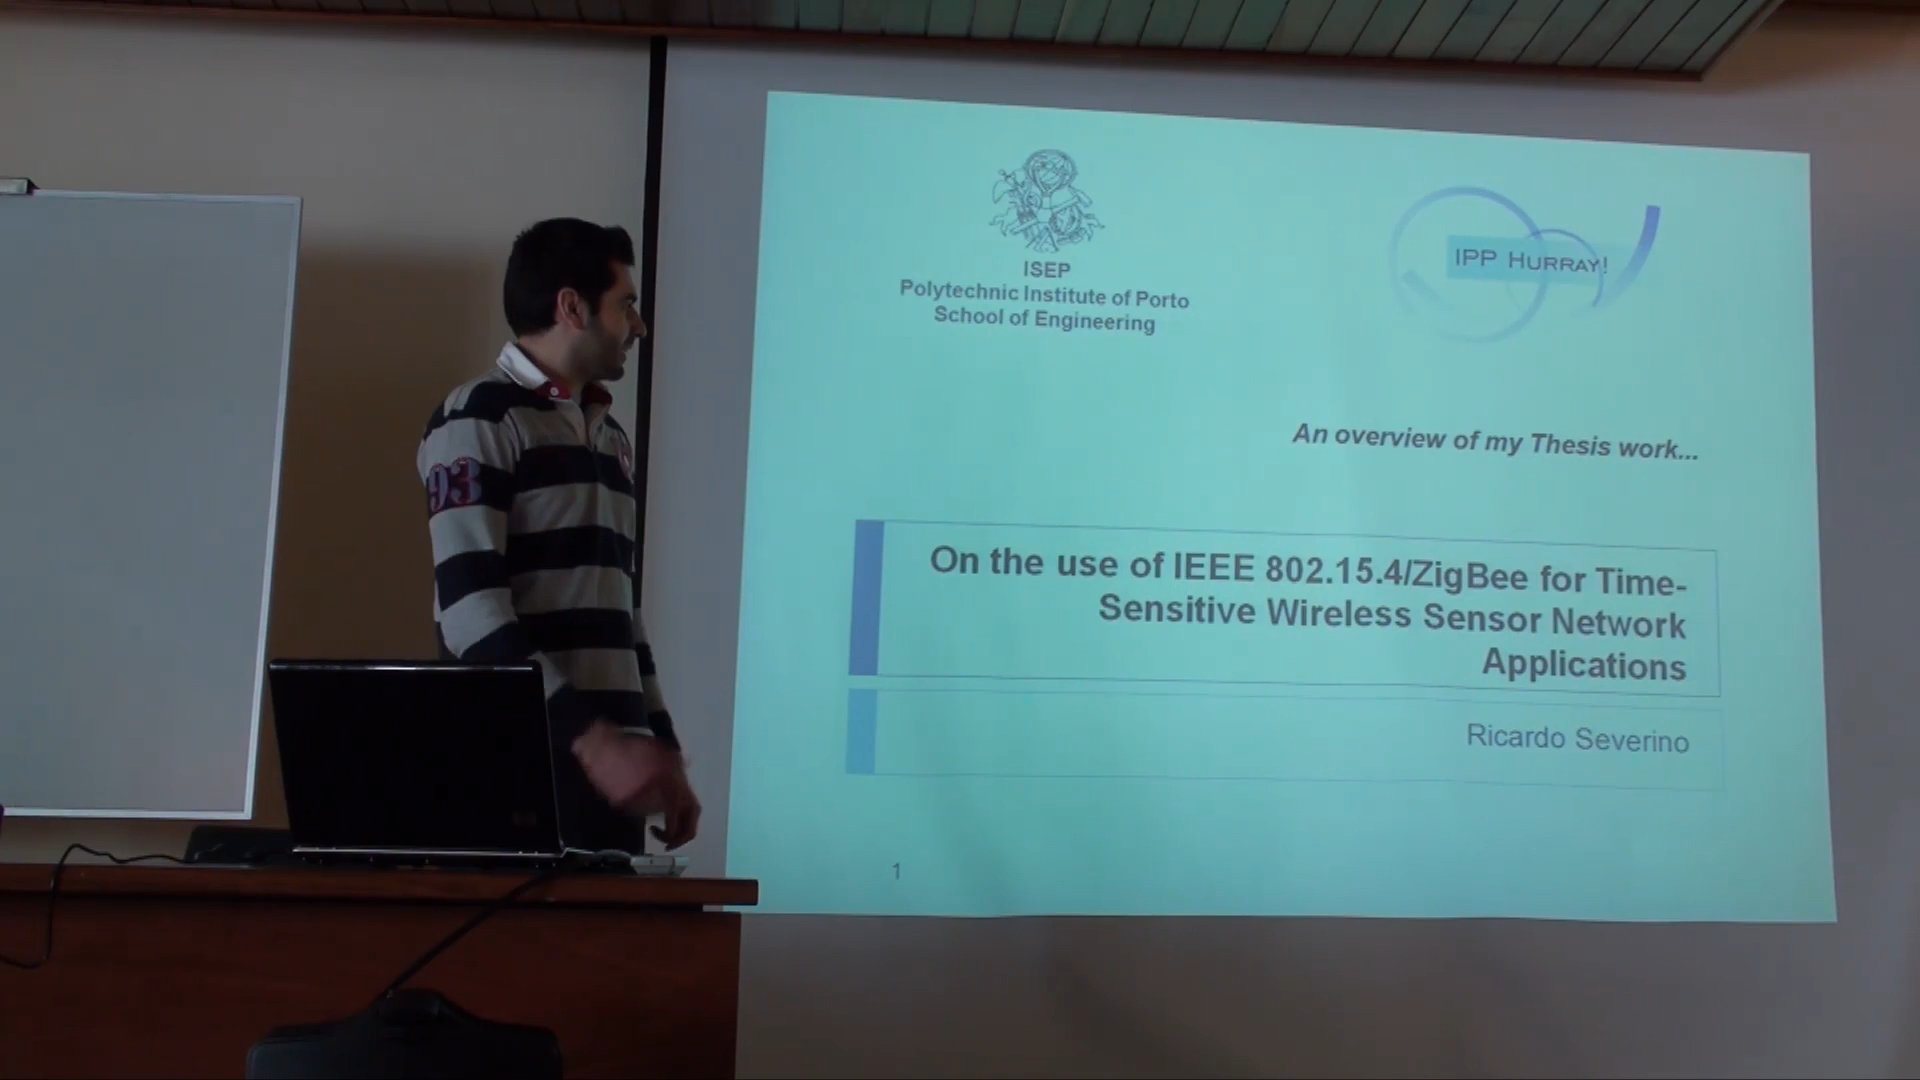 ISEP
Polytechnic Institute of Porto
School of Engineering
IPP HURRAY!
An overview of my Thesis work...
On the use of IEEE 802.15.4/ZigBee for Time-
Sensitive Wireless Sensor Network
Applications
Ricardo Severino
1
93